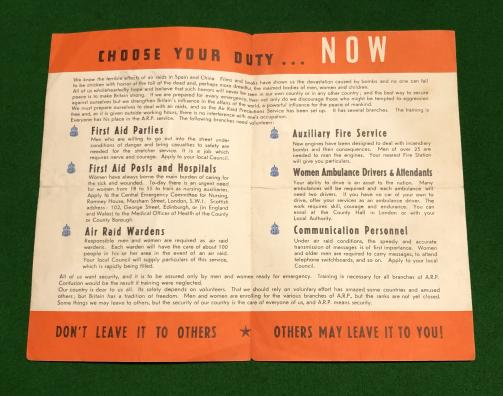 CHOOSE YOUR DUTY ... NOW
We know the terrible effects of air raids in Spain and China. Films and books have shown us the devastation caused by bombs and no one can fail
to be stricken with horror at the toll of the dead and, perhaps more dreadful, the maimed bodies of men, women and children.
All of us wholeheartedly hope and believe that such horrors will never be seen in our own country or in any other country; and the best way to secure
peace is to make Britain strong. If we are prepared for every emergency, then not only do we discourage those who might be tempted to aggression
against ourselves but we strengthen Britain's influence in the affairs of the world, a powerful influence for the peace of mankind.
We must prepare ourselves to deal with air raids, and so the Air Raid Precautions Service has been set up. It has several branches. The training is
free and, as it is given outside working hours, there is no interference with one's occupation.
Everyone has his place in the A.R.P. service. The following branches need volunteers:
First Aid Parties
Men who are willing to go out into the street under
conditions of danger and bring casualties to safety are
needed for the stretcher service. It is a job which
requires nerve and courage. Apply to your local Council.
First Aid Posts and Hospitals
Women have always borne the main burden of caring for
the sick and wounded. To-day there is an urgent need
for women from 18 to 55 to train as nursing auxiliaries.
Apply to the Central Emergency Committee for Nursing,
Romney House, Marsham Street, London, S.W.1. Scottish
address: 103, George Street, Edinburgh, or (in England
and Wales) to the Medical Officer of Health of the County
or County Borough.
Air Raid Wardens
Responsible men and women are required as air raid
wardens. Each warden will have the care of about 100
people in his or her area in the event of an air raid.
Your local Council will supply particulars of this service,
which is rapidly being filled.
Auxiliary Fire Service
New engines have been designed to deal with incendiary
bombs and their consequences. Men of over 25 are
needed to man the engines. Your nearest Fire Station
will give you particulars.
Women Ambulance Drivers & Attendants
Your ability to drive is an asset to the nation. Many
ambulances will be required and each ambulance will
need two drivers. If you have no car of your own to
drive, offer your services as an ambulance driver. The
work requires skill, courage and endurance. You can
assist at the County Hall in London or with your
Local Authority.
Communication Personnel
Under air raid conditions, the speedy and accurate
transmission of messages is of first importance. Women
and older men are required to carry messages, to attend
telephone switchboards, and so on. Apply to your local
Council.
All of us want security, and it is to be assured only by men and women ready for emergency. Training is necessary for all branches of A.R.P.
Confusion would be the result if training were neglected.
Our country is dear to us all. Its safety depends on volunteers. That we should rely on voluntary effort has amazed some countries and amused
others; but Britain has a tradition of freedom. Men and women are enrolling for the various branches of A.R.P., but the ranks are not yet closed.
Some things we may leave to others, but the security of our country is the care of everyone of us, and A.R.P. means security.
DON'T LEAVE IT TO OTHERS ★ OTHERS MAY LEAVE IT TO YOU!